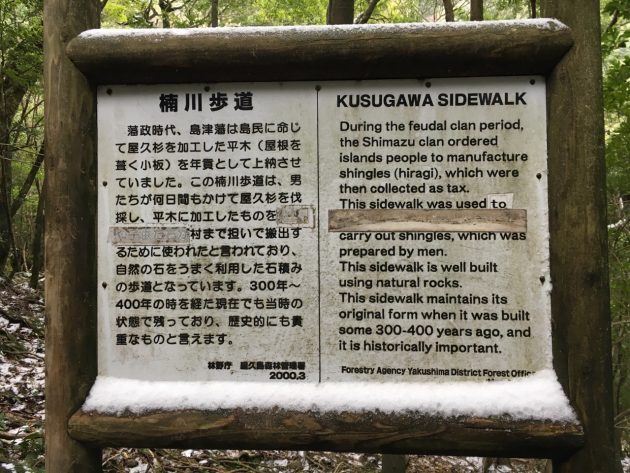 楠川歩道
藩政時代、島津藩は島民に命じ
て屋久杉を加工した平木（屋根を
葺く小板）を年貢として上納させ
ていました。この楠川歩道は、男
たちが何日間もかけて屋久杉を伐
採し、平木に加工したものを
村まで担いで搬出す
るために使われたと言われており、
自然の石をうまく利用した石積み
の歩道となっています。300年～
400年の時を経た現在でも当時の
状態で残っており、歴史的にも貴
重なものと言えます。
林野庁 屋久島森林管理署
2000.3
KUSUGAWA SIDEWALK
During the feudal clan period,
the Shimazu clan ordered
islands people to manufacture
shingles (hiragi), which were
then collected as tax.
This sidewalk was used to
carry out shingles, which was
prepared by men.
This sidewalk is well built
using natural rocks.
This sidewalk maintains its
original form when it was built
some 300-400 years ago, and
it is historically important.
Forestry Agency Yakushima District Forest Office